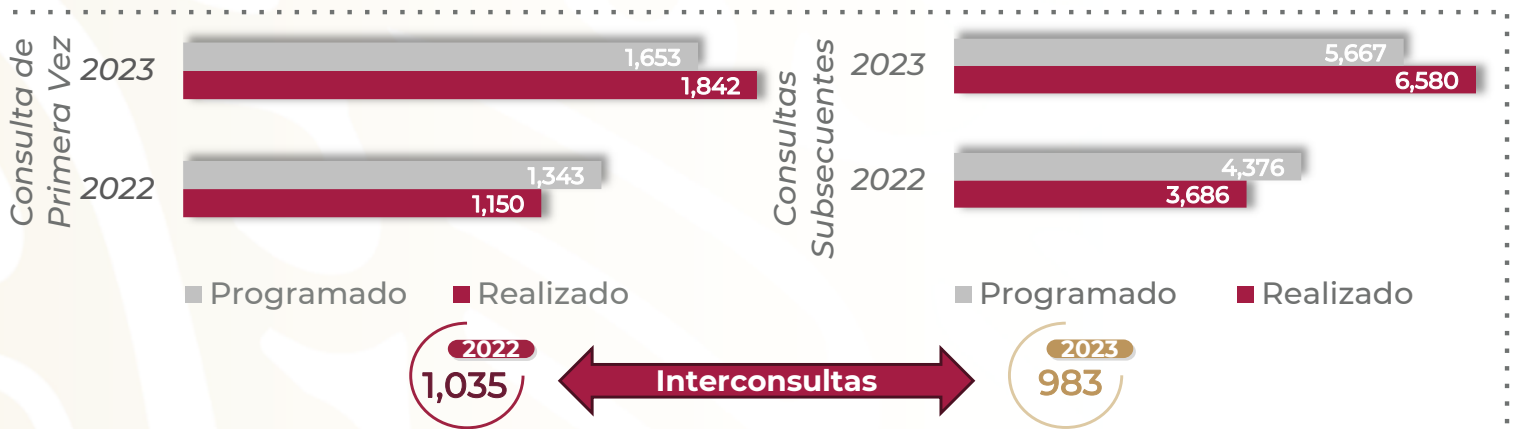 Consulta de
Primera Vez
2023
1,653
1,842
2022
1,343
1,150
Programado
Realizado
Consultas
Subsecuentes
2023
5,667
6,580
2022
4,376
3,686
Programado
Realizado
2022
1,035
Interconsultas
2023
983